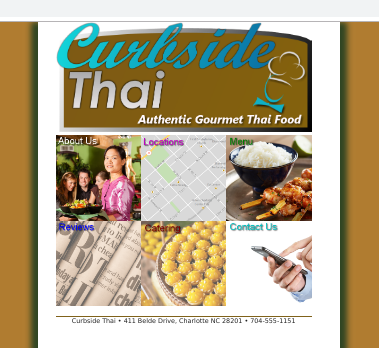 Curbside
Thai
Authentic Gourmet Thai Food
About Us
Locations
Menu
Reviews
Catering
Contact Us
Curbside Thai • 411 Belde Drive, Charlotte NC 28201 • 704-555-1151